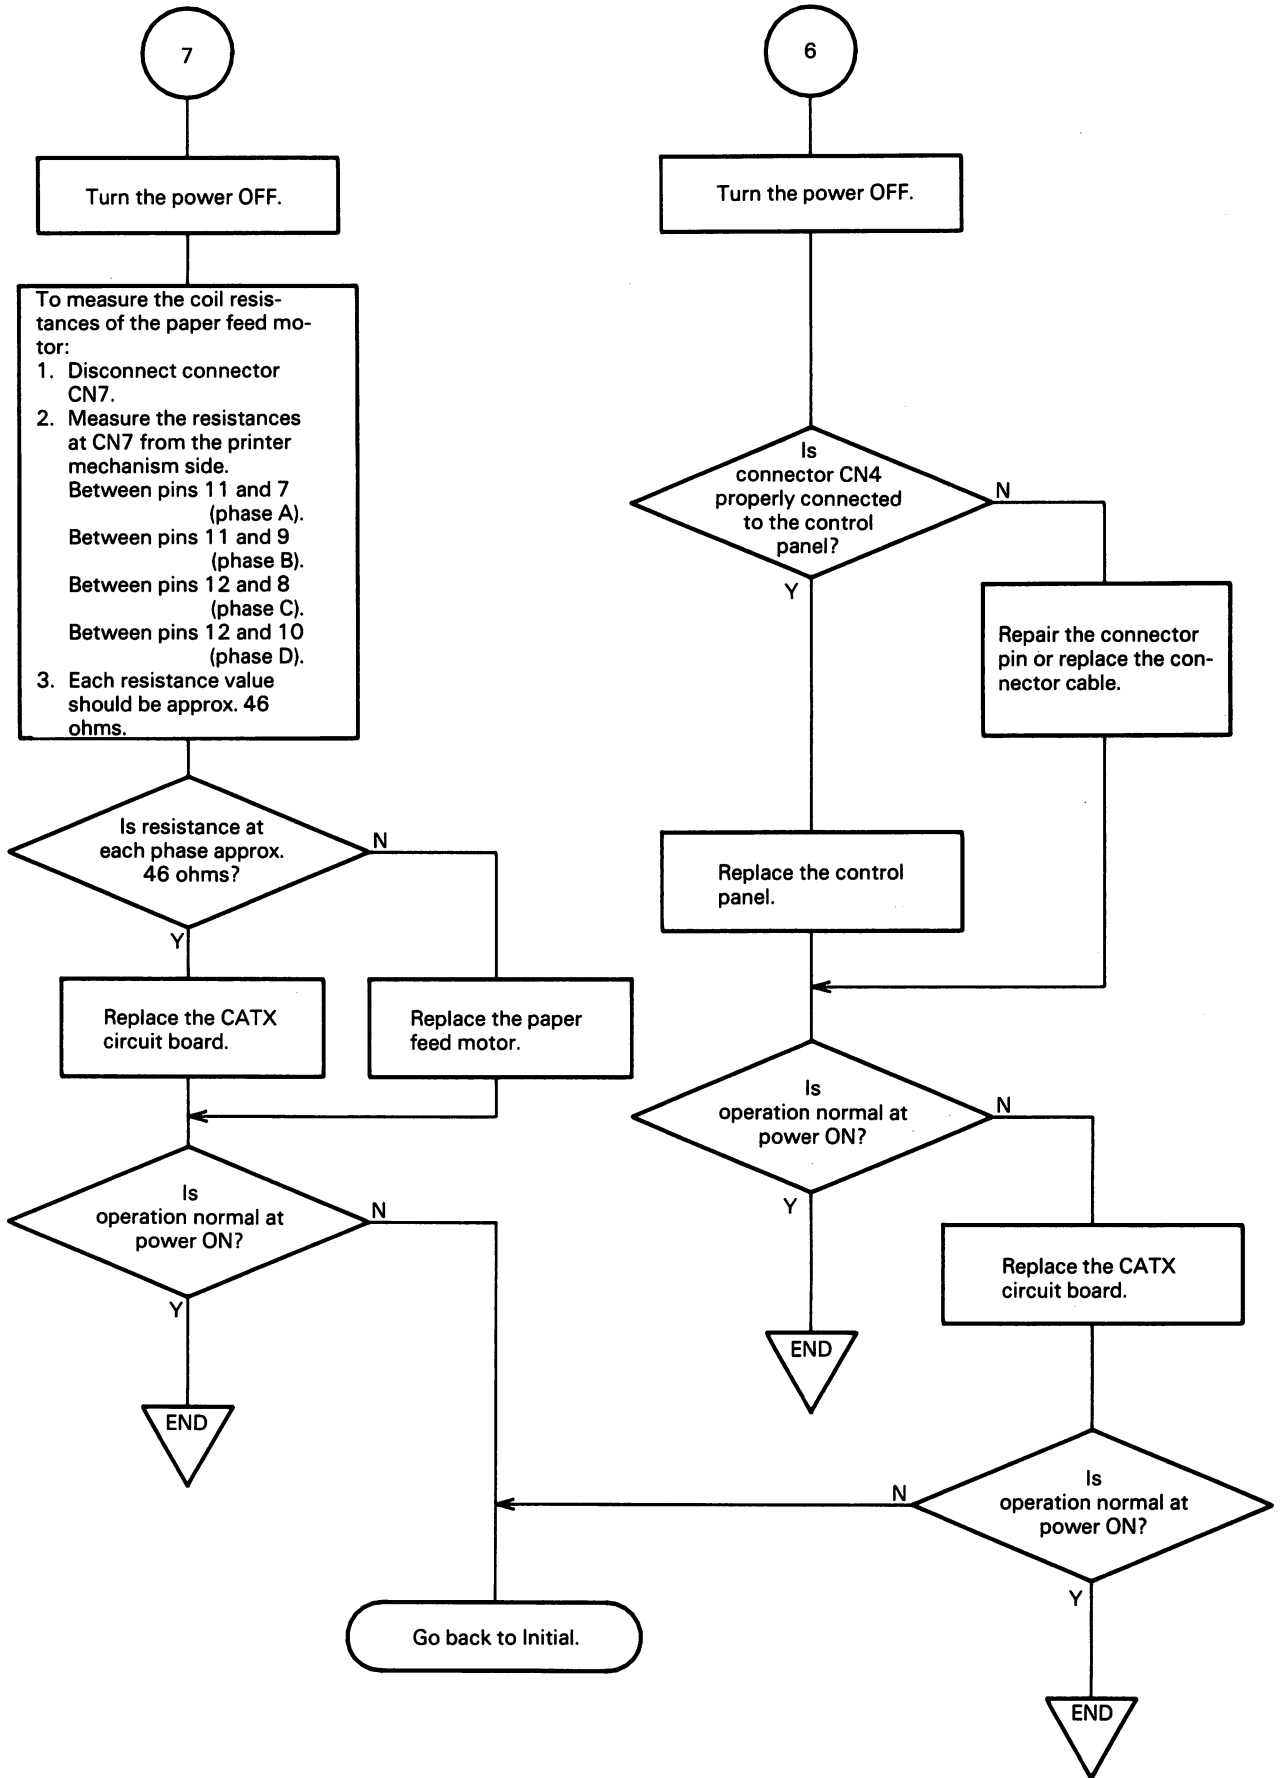 7
Turn the power OFF.
To measure the coil resis-
tances of the paper feed mo-
tor:
1. Disconnect connector
CN7.
2. Measure the resistances
at CN7 from the printer
mechanism side.
Between pins 11 and 7
(phase A).
Between pins 11 and 9
(phase B).
Between pins 12 and 8
(phase C).
Between pins 12 and 10
(phase D).
3. Each resistance value
should be approx. 46
ohms.
Is resistance at
each phase approx.
46 ohms?
N
Y
Replace the CATX
circuit board.
Replace the paper
feed motor.
Is
operation normal at
power ON?
N
Y
END
Go back to Initial.
6
Turn the power OFF.
Is
connector CN4
properly connected
to the control
panel?
N
Y
Repair the connector
pin or replace the con-
nector cable.
Replace the control
panel.
Is
operation normal at
power ON?
N
Y
END
Replace the CATX
circuit board.
Is
operation normal at
power ON?
N
Y
END